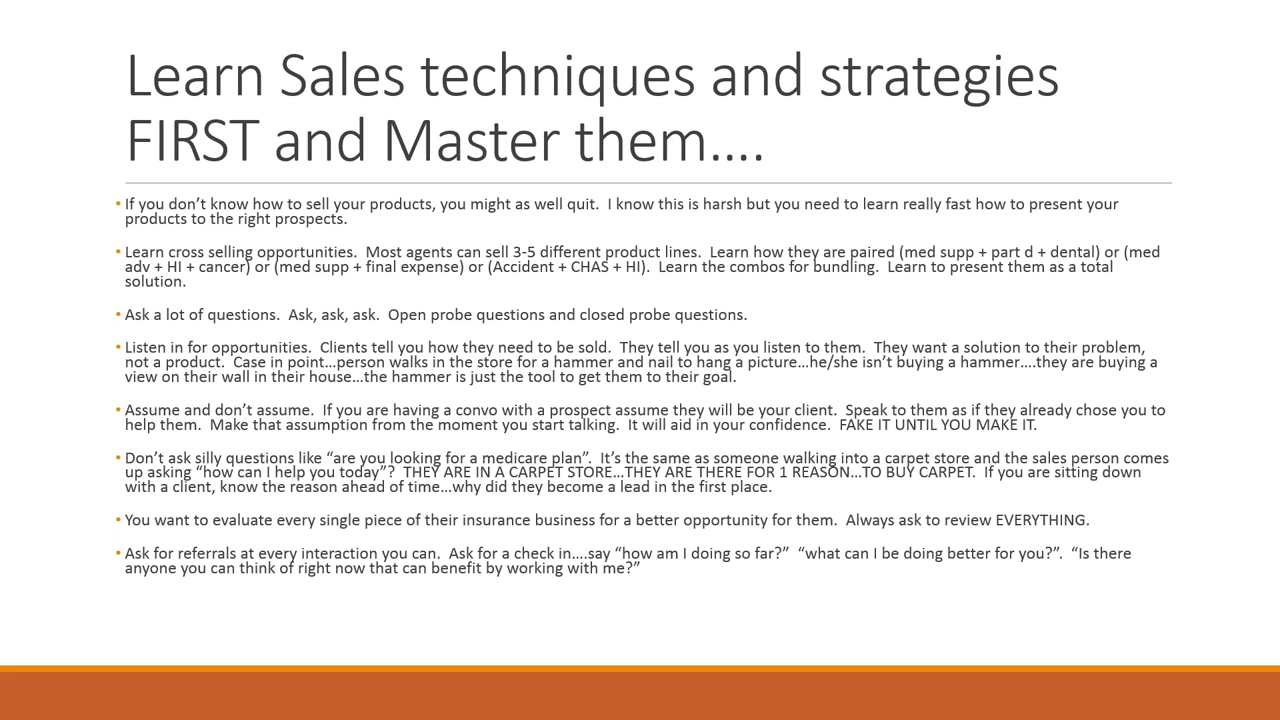 Learn Sales techniques and strategies
FIRST and Master them….
• If you don’t know how to sell your products, you might as well quit.  I know this is harsh but you need to learn really fast how to present your
products to the right prospects.
• Learn cross selling opportunities.  Most agents can sell 3-5 different product lines.  Learn how they are paired (med supp + part d + dental) or (med
adv + HI + cancer) or (med supp + final expense) or (Accident + CHAS + HI).  Learn the combos for bundling.  Learn to present them as a total
solution.
• Ask a lot of questions.  Ask, ask, ask.  Open probe questions and closed probe questions.
• Listen in for opportunities.  Clients tell you how they need to be sold.  They tell you as you listen to them.  They want a solution to their problem,
not a product.  Case in point…person walks in the store for a hammer and nail to hang a picture…he/she isn’t buying a hammer….they are buying a
view on their wall in their house…the hammer is just the tool to get them to their goal.
• Assume and don’t assume.  If you are having a convo with a prospect assume they will be your client.  Speak to them as if they already chose you to
help them.  Make that assumption from the moment you start talking.  It will aid in your confidence.  FAKE IT UNTIL YOU MAKE IT.
• Don’t ask silly questions like “are you looking for a medicare plan”.  It’s the same as someone walking into a carpet store and the sales person comes
up asking “how can I help you today”?  THEY ARE IN A CARPET STORE…THEY ARE THERE FOR 1 REASON…TO BUY CARPET.  If you are sitting down
with a client, know the reason ahead of time…why did they become a lead in the first place.
• You want to evaluate every single piece of their insurance business for a better opportunity for them.  Always ask to review EVERYTHING.
• Ask for referrals at every interaction you can.  Ask for a check in….say “how am I doing so far?”  “what can I be doing better for you?”.  “Is there
anyone you can think of right now that can benefit by working with me?”